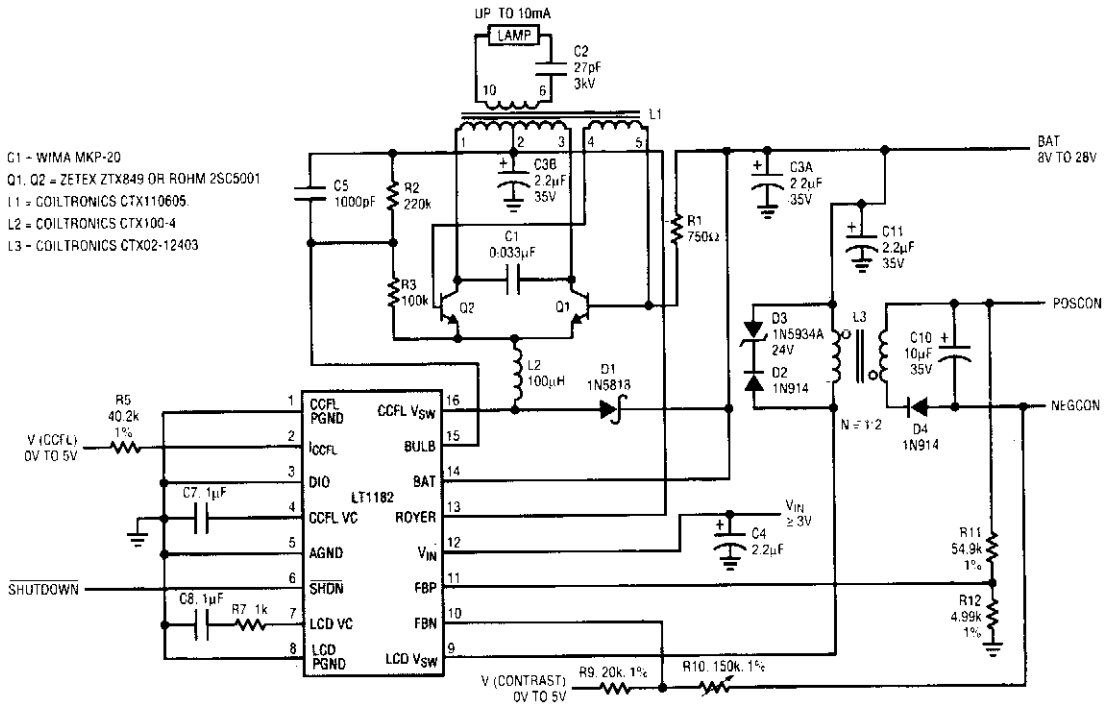 UP TO 10mA
LAMP
C2
27pF
3kV
10
6
L1
1
2
3
4
5
C1 - WIMA MKP-20
Q1, Q2 = ZETEX ZTX849 OR ROHM 2SC5001
L1 = COILTRONICS CTX110605
L2 = COILTRONICS CTX100-4
L3 - COILTRONICS CTX02-12403
C5
1000pF
R2
220k
C3B
2.2µF
35V
+
C3A
2.2µF
35V
+
BAT
8V TO 28V
R1
750Ω
C11
2.2µF
35V
+
C1
0.033µF
R3
100k
Q2
Q1
D3
1N5934A
24V
D2
1N914
L3
N = 1:2
C10
10µF
35V
+
POSCON
NEGCON
D4
1N914
L2
100µH
D1
1N5818
R5
40.2k
1%
V (CCFL)
0V TO 5V
LT1182
1
CCFL
PGND
2
ICCFL
3
DIO
4
CCFL VC
5
AGND
6
SHDN
7
LCD VC
8
LCD
PGND
16
CCFL VSW
15
BULB
14
BAT
13
ROYER
12
VIN
11
FBP
10
FBN
9
LCD VSW
C7, 1µF
SHUTDOWN
C8, 1µF
R7, 1k
VIN
≥ 3V
+
C4
2.2µF
R11
54.9k
1%
R12
4.99k
1%
V (CONTRAST)
0V TO 5V
R9, 20k, 1%
R10, 150k, 1%